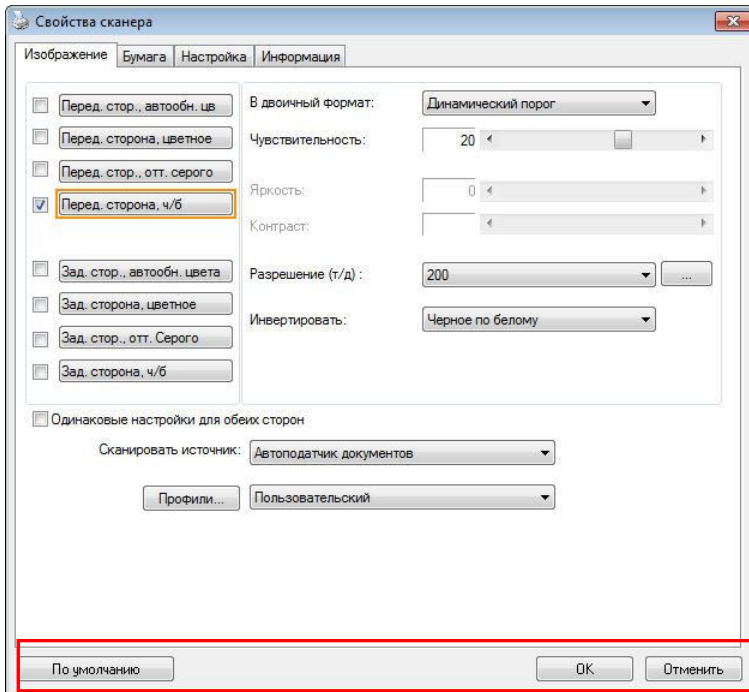 Свойства сканера
Изображение Бумага Настройка Информация
Перед. стор., автообн. цв
Перед. сторона, цветное
Перед. стор., отт. серого
Перед. сторона, ч/б
Зад. стор., автообн. цвета
Зад. сторона, цветное
Зад. стор., отт. Серого
Зад. сторона, ч/б
В двоичный формат: Динамический порог
Чувствительность: 20
Яркость: 0
Контраст:
Разрешение (т/д) : 200 ...
Инвертировать: Черное по белому
Одинаковые настройки для обеих сторон
Сканировать источник: Автоподатчик документов
Профили... Пользовательский
По умолчанию OK Отменить